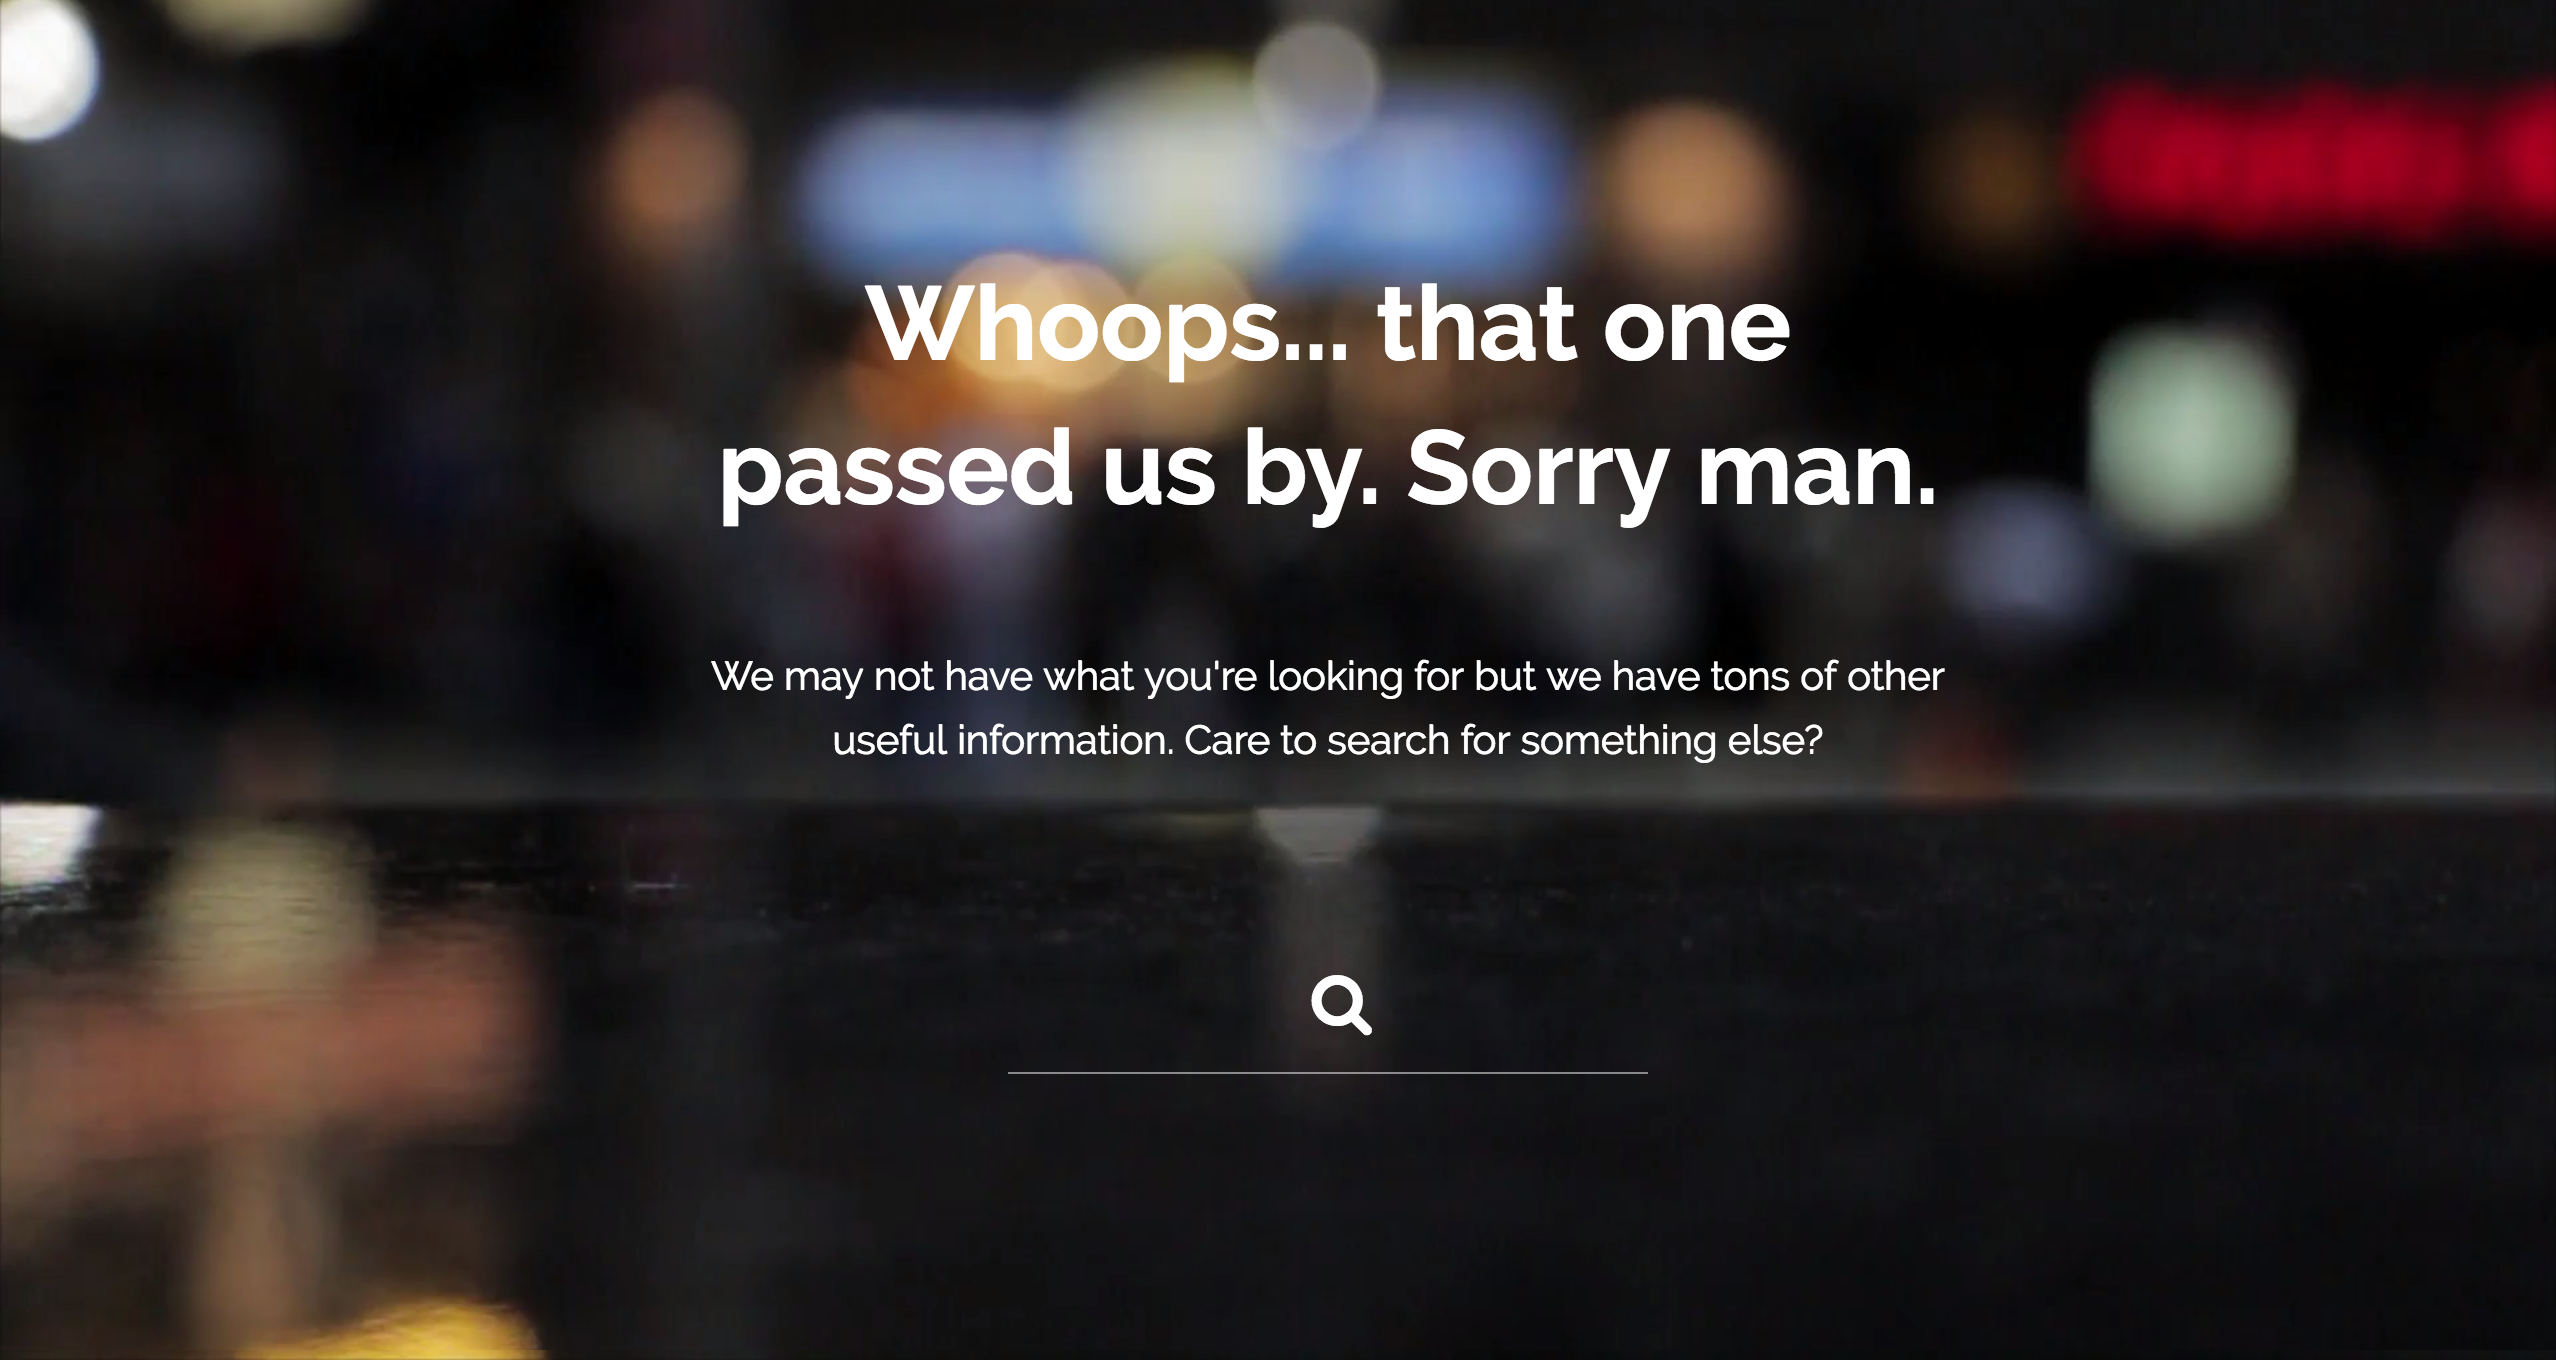 Whoops... that one
passed us by. Sorry man.
We may not have what you're looking for but we have tons of other
useful information. Care to search for something else?